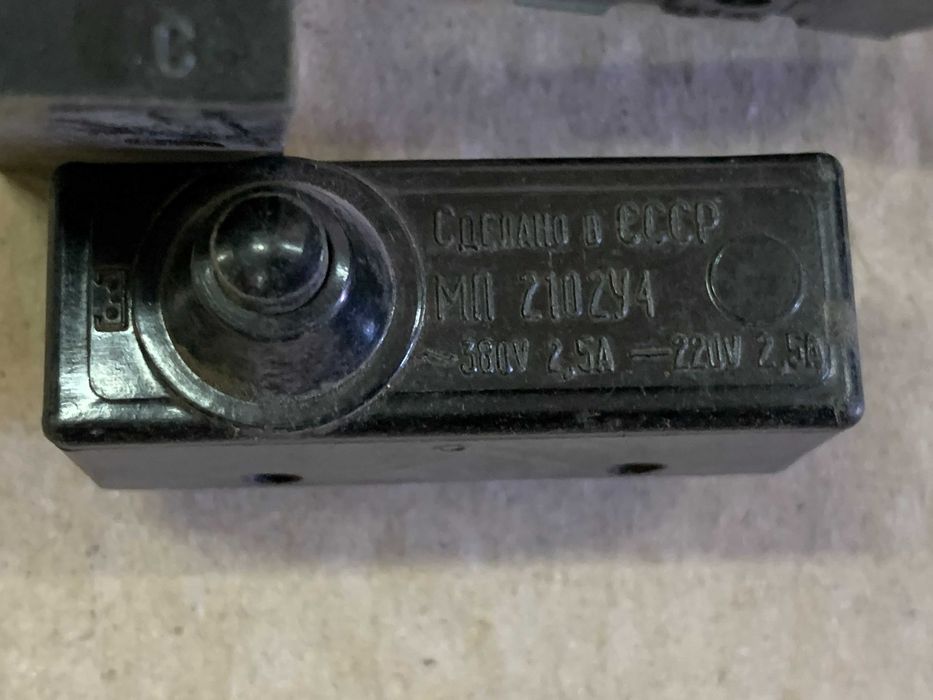 С
Сделано в СССР
МП 2102У4
~380V 2,5A ⎓220V 2,5A